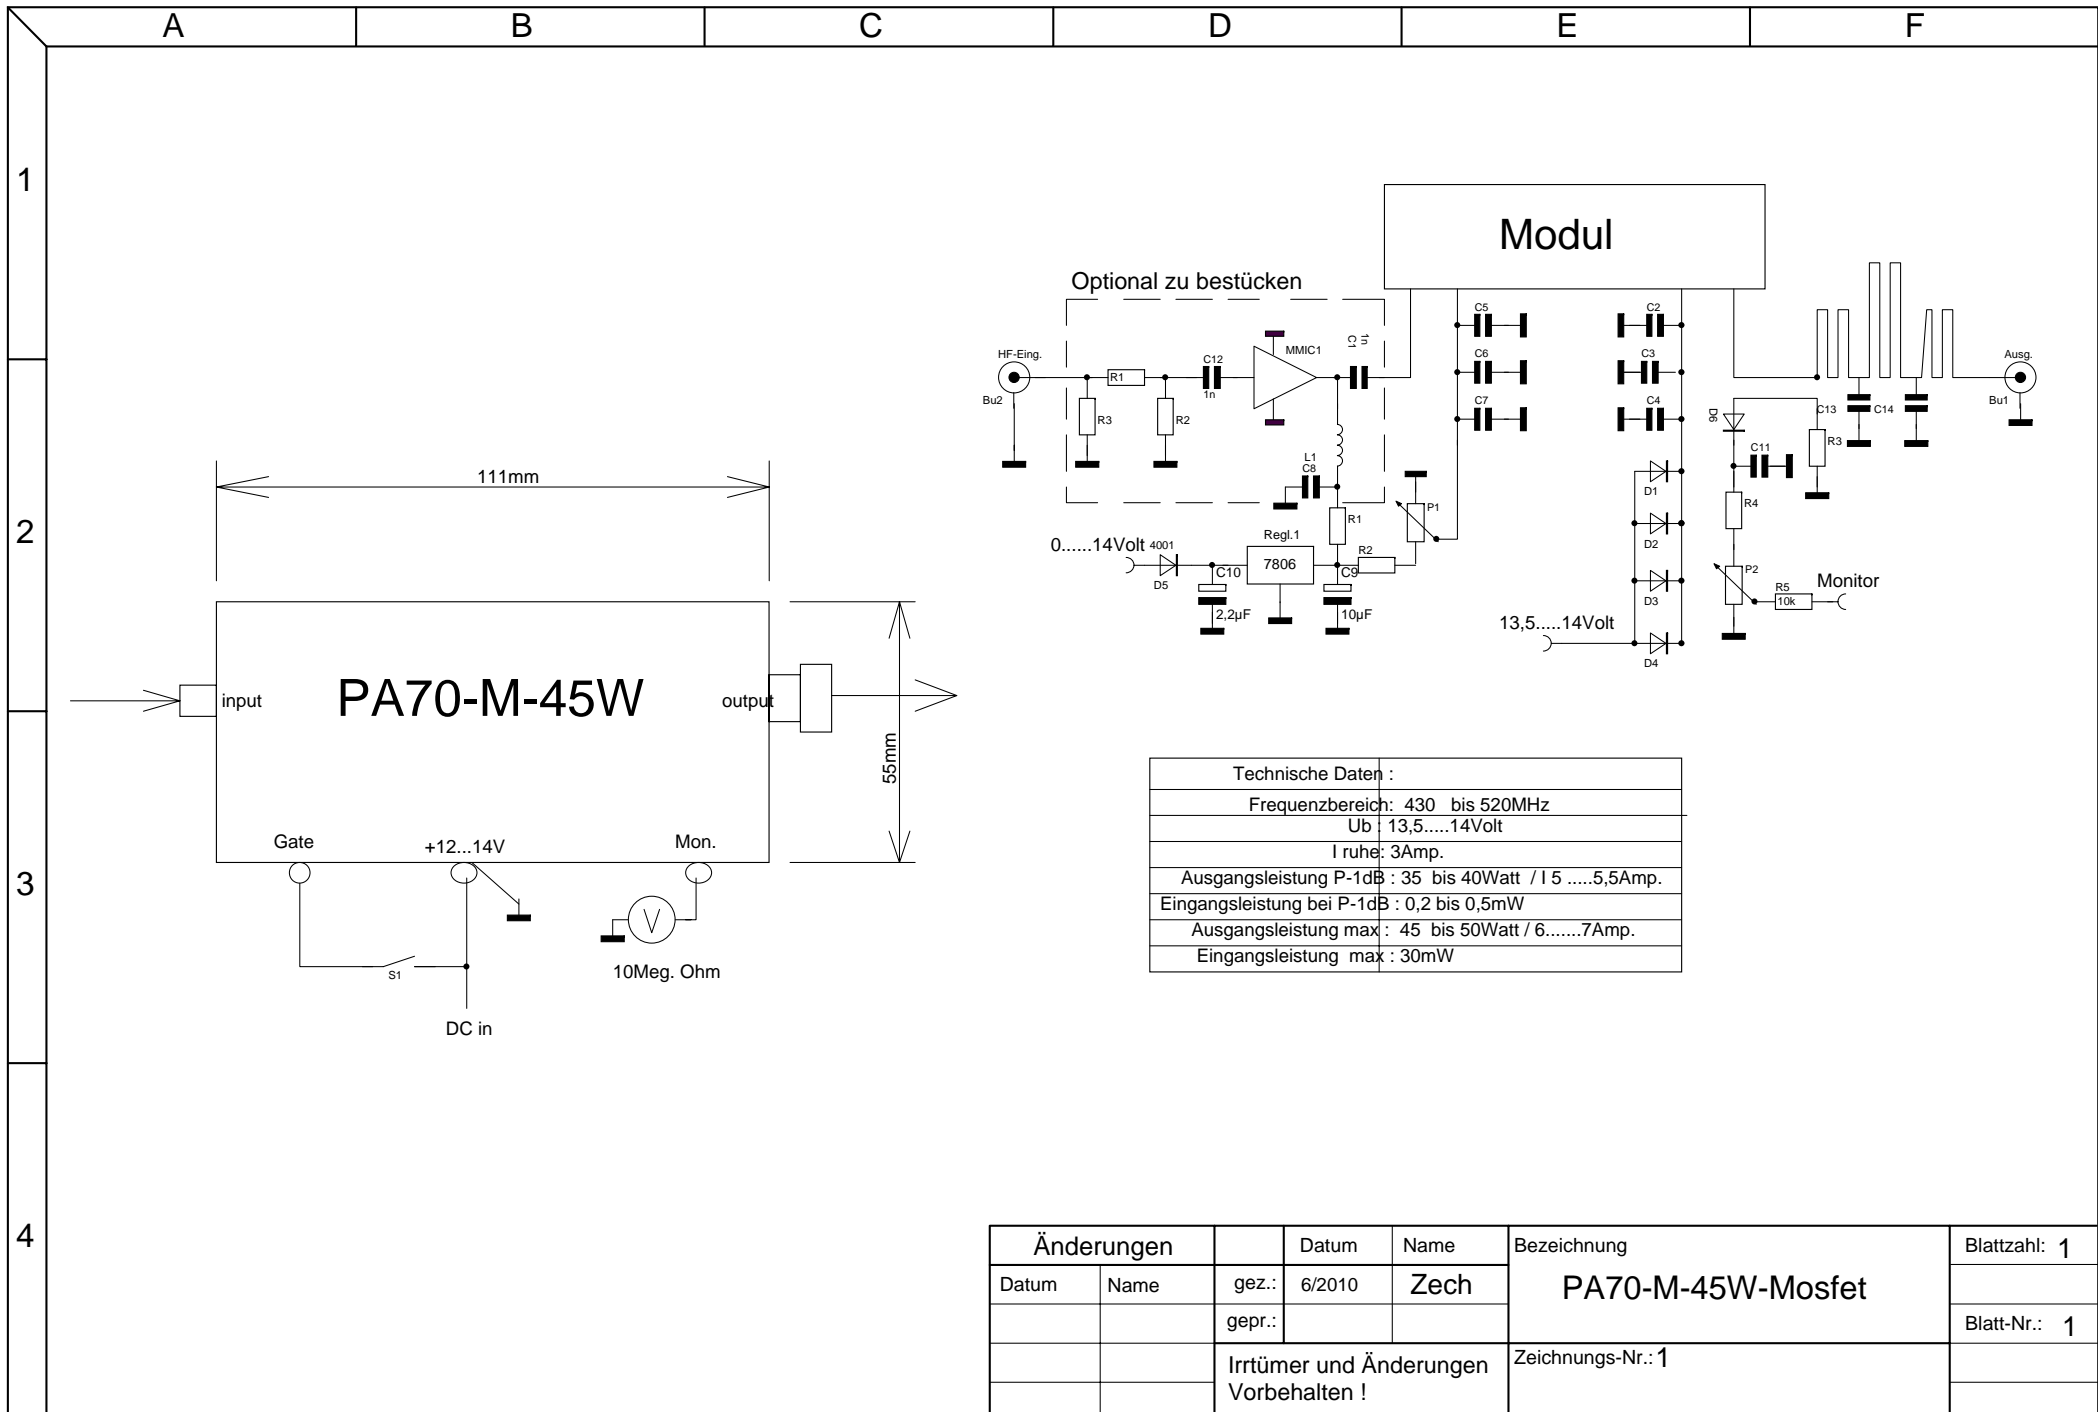 A B C D E F
1
2
3
4
111mm
55mm
PA70-M-45W
input
output
Gate
+12...14V
Mon.
S1
V
10Meg. Ohm
DC in
Modul
Optional zu bestücken
HF-Eing.
Bu2
R1
R3
R2
C12
1n
MMIC1
C1
1n
L1
C8
R1
P1
0......14Volt
4001
D5
C10
2,2µF
Regl.1
7806
C9
10µF
R2
C5
C6
C7
C2
C3
C4
D1
D2
D3
D4
13,5.....14Volt
D6
C11
R3
R4
P2
R5
10k
Monitor
C13
C14
Ausg.
Bu1
Technische Daten :
Frequenzbereich: 430 bis 520MHz
Ub : 13,5.....14Volt
I ruhe: 3Amp.
Ausgangsleistung P-1dB : 35 bis 40Watt / I 5 .....5,5Amp.
Eingangsleistung bei P-1dB : 0,2 bis 0,5mW
Ausgangsleistung max : 45 bis 50Watt / 6.......7Amp.
Eingangsleistung max : 30mW
Änderungen
Datum Name
Datum Name
gez.: 6/2010 Zech
gepr.:
Irrtümer und Änderungen
Vorbehalten !
Bezeichnung
PA70-M-45W-Mosfet
Zeichnungs-Nr.: 1
Blattzahl: 1
Blatt-Nr.: 1